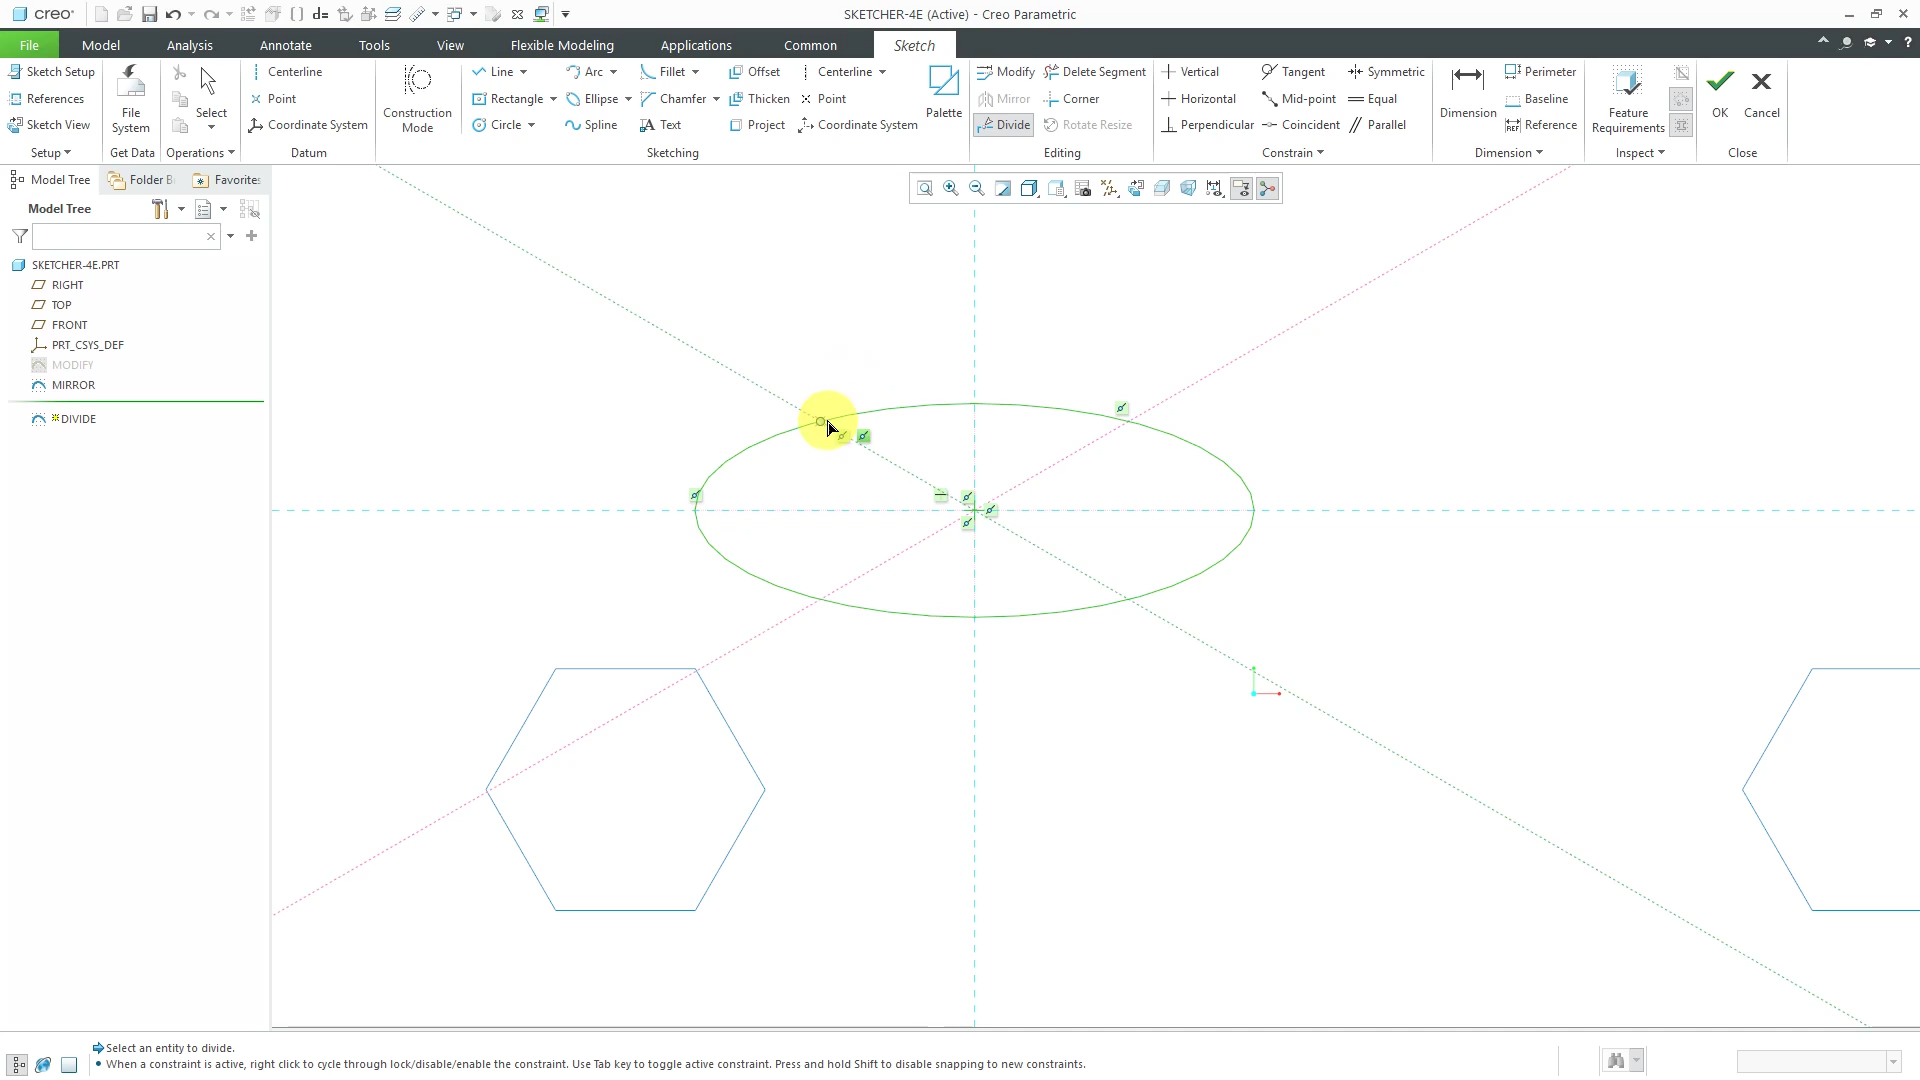 creo
SKETCHER-4E (Active) - Creo Parametric
File
Model
Analysis
Annotate
Tools
View
Flexible Modeling
Applications
Common
Sketch
Sketch Setup
References
Sketch View
Setup
File System
Get Data
Select
Operations
Centerline
Point
Coordinate System
Datum
Construction Mode
Line
Arc
Fillet
Offset
Centerline
Rectangle
Ellipse
Chamfer
Thicken
Point
Circle
Spline
Text
Project
Coordinate System
Palette
Sketching
Modify
Delete Segment
Mirror
Corner
Divide
Rotate Resize
Editing
Vertical
Tangent
Symmetric
Horizontal
Mid-point
Equal
Perpendicular
Coincident
Parallel
Constrain
Dimension
Perimeter
Baseline
Reference
Dimension
Feature Requirements
Inspect
OK
Cancel
Close
Model Tree
Folder B
Favorites
Model Tree
SKETCHER-4E.PRT
RIGHT
TOP
FRONT
PRT_CSYS_DEF
MODIFY
MIRROR
DIVIDE
Select an entity to divide.
• When a constraint is active, right click to cycle through lock/disable/enable the constraint. Use Tab key to toggle active constraint. Press and hold Shift to disable snapping to new constraints.